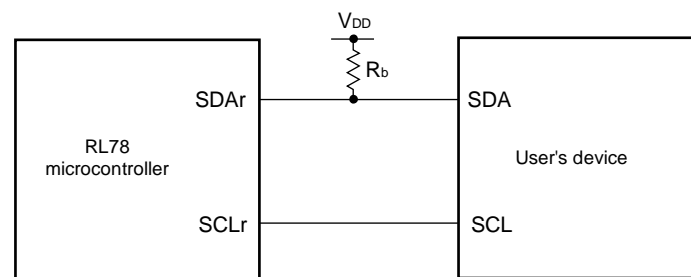 VDD
Rb
SDAr
SDA
RL78
microcontroller
User's device
SCLr
SCL